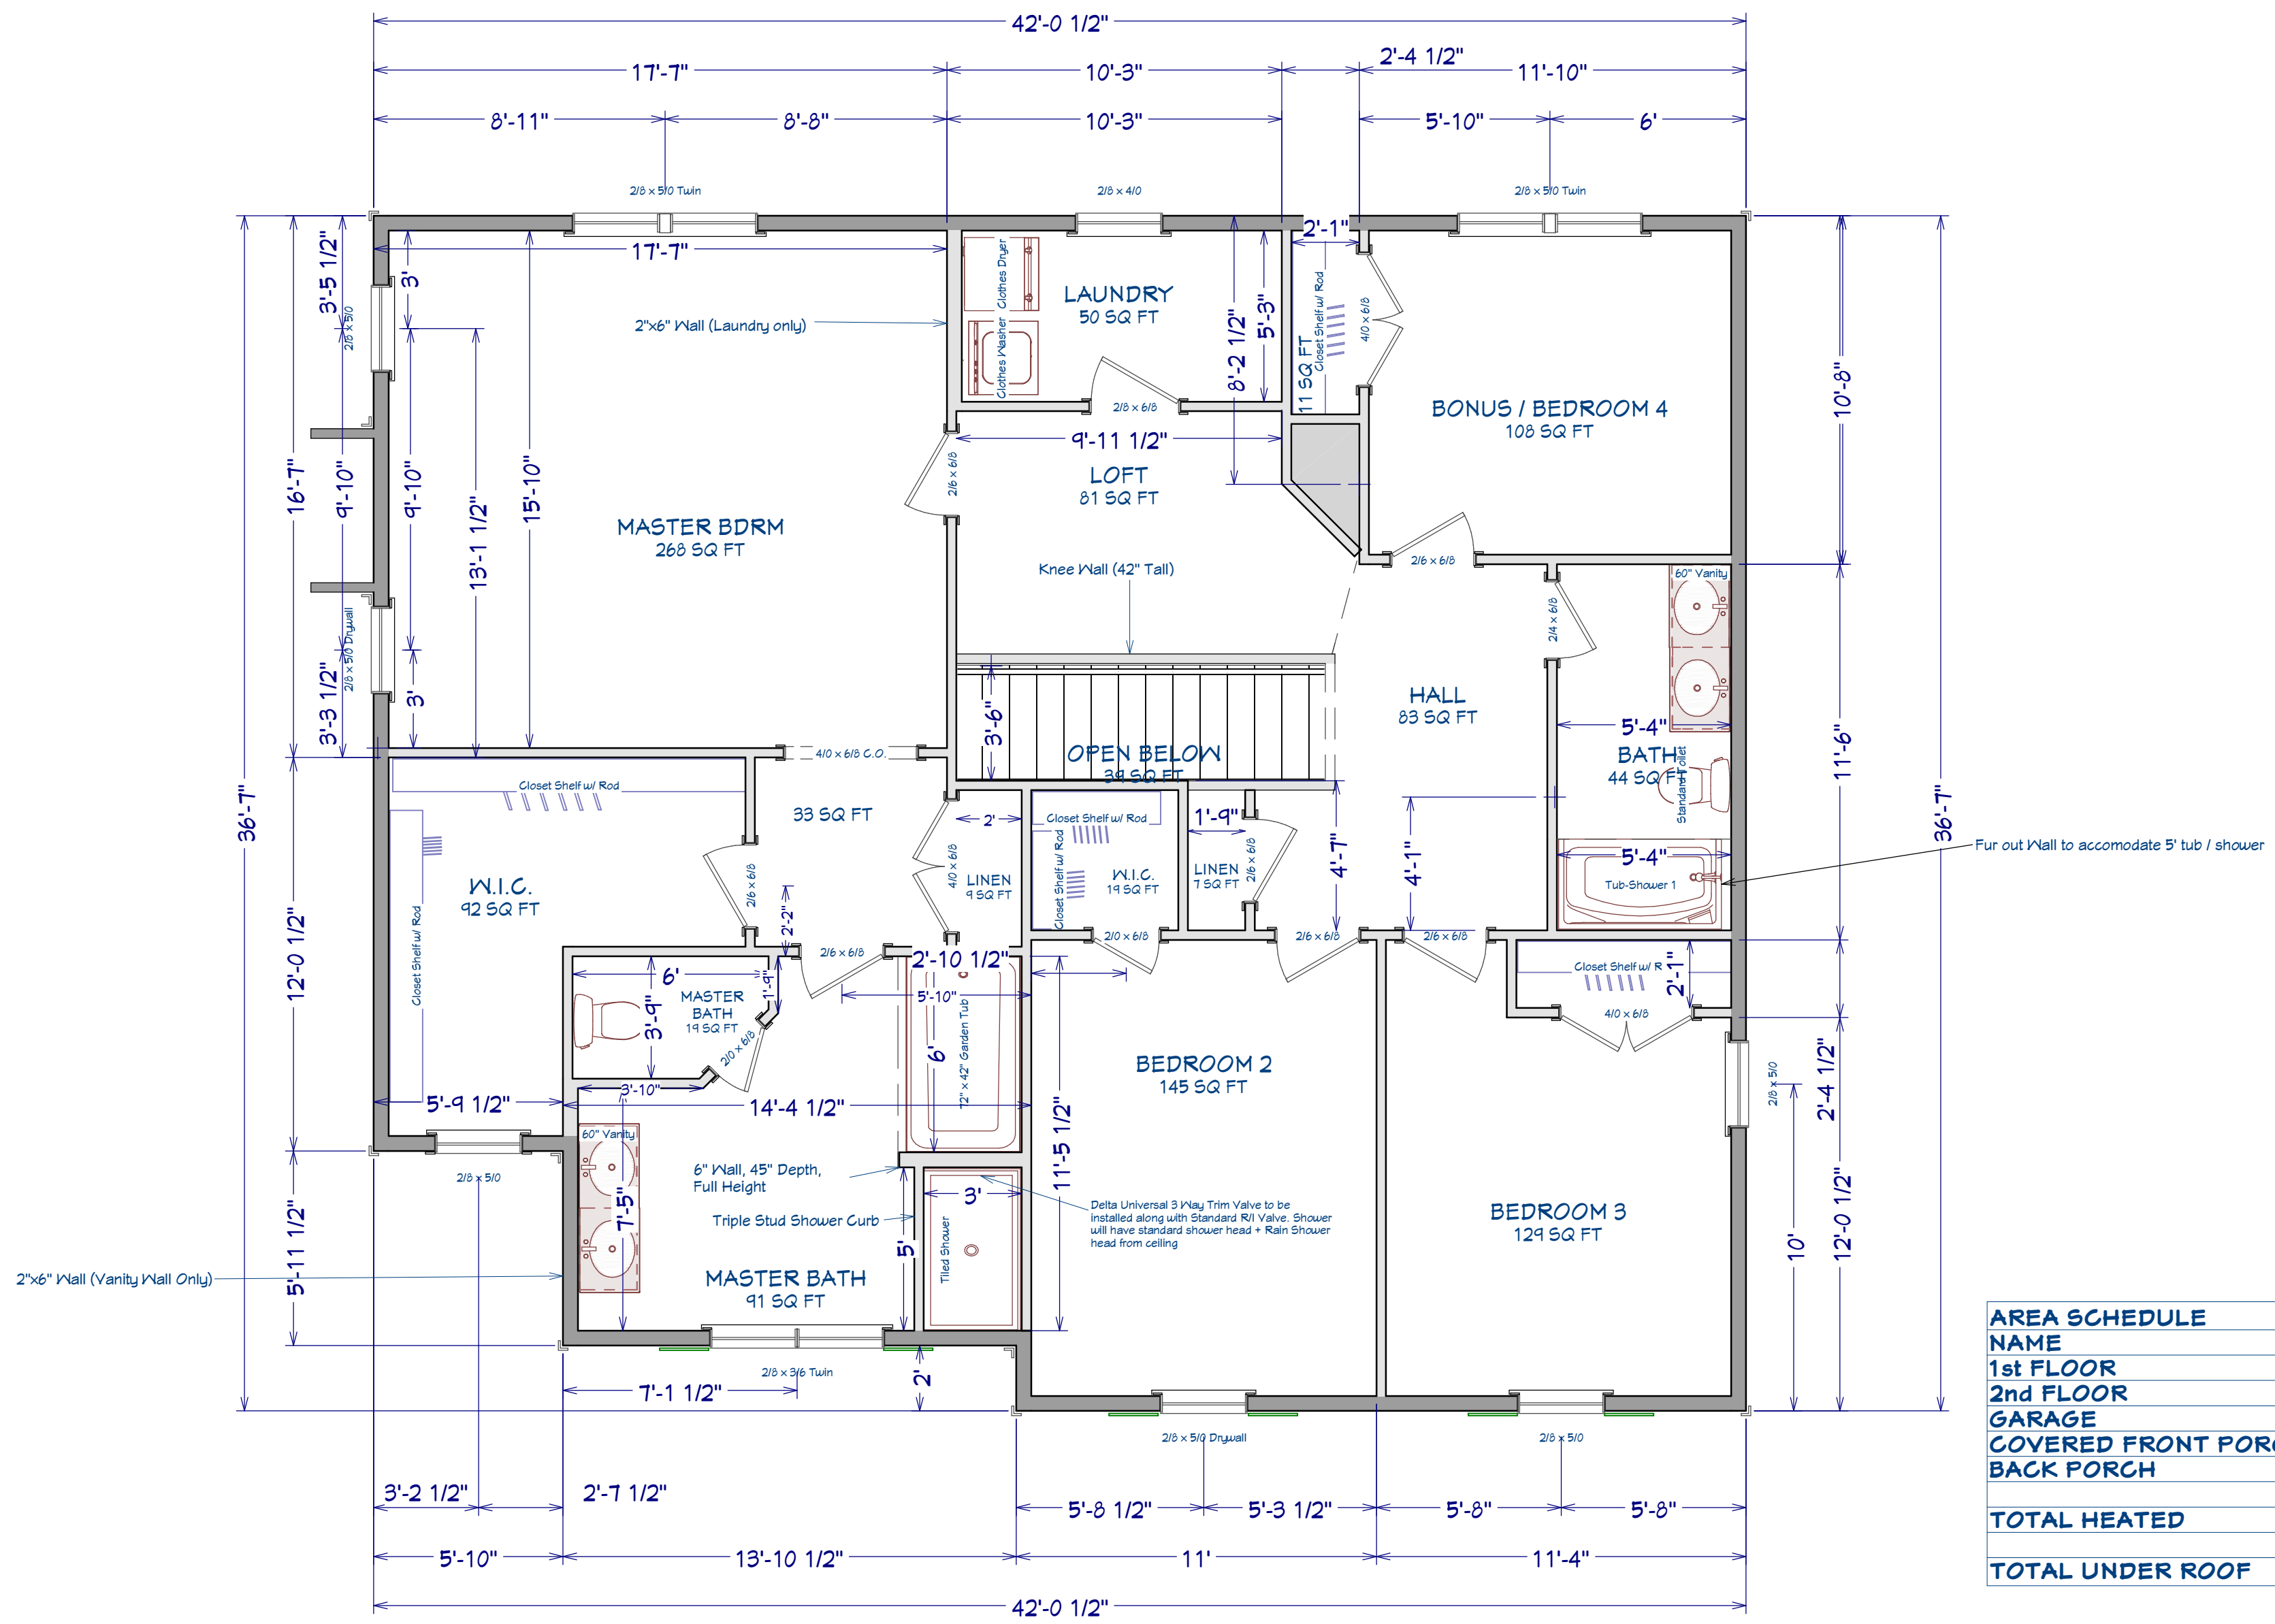 42'-0 1/2"
17'-7"
10'-3"
2'-4 1/2"
11'-10"
8'-11"
8'-8"
10'-3"
5'-10"
6'
2/8 x 5/0 Twin
2/8 x 4/0
2/8 x 5/0 Twin
17'-7"
2'-1"
3'-5 1/2"
3'
2/8 x 5/0
Clothes Dryer
Clothes Washer
LAUNDRY
50 SQ FT
2"x6" Wall (Laundry only)
8'-2 1/2"
5'-3"
11 SQ FT
Closet Shelf w/ Rod
4/0 x 6/8
2/8 x 6/8
10'-8"
BONUS / BEDROOM 4
108 SQ FT
9'-11 1/2"
LOFT
81 SQ FT
2/6 x 6/8
16'-7"
9'-10"
9'-10"
13'-1 1/2"
15'-10"
MASTER BDRM
268 SQ FT
Knee Wall (42" Tall)
2/6 x 6/8
60" Vanity
2/4 x 6/8
2/8 x 5/0 Drywall
3'-3 1/2"
3'
HALL
83 SQ FT
3'-6"
OPEN BELOW
39 SQ FT
5'-4"
BATH
44 SQ FT
Standard Toilet
11'-6"
36'-7"
36'-7"
4/0 x 6/8 C.O.
Closet Shelf w/ Rod
33 SQ FT
2'
4/0 x 6/8
LINEN
9 SQ FT
Closet Shelf w/ Rod
Closet Shelf w/ Rod
W.I.C.
19 SQ FT
1'-9"
LINEN
7 SQ FT
2/6 x 6/8
4'-7"
4'-1"
5'-4"
Tub-Shower 1
Fur out Wall to accomodate 5' tub / shower
W.I.C.
92 SQ FT
2/6 x 6/8
2'-2"
Closet Shelf w/ Rod
12'-0 1/2"
2/6 x 6/8
2'-10 1/2"
2/0 x 6/8
2/6 x 6/8
2/6 x 6/8
6'
1'-9"
MASTER
BATH
19 SQ FT
3'-9"
2/0 x 6/8
5'-10"
6'
72" x 42" Garden Tub
Closet Shelf w/ R
2'-1"
4/0 x 6/8
2'-4 1/2"
BEDROOM 2
145 SQ FT
2/8 x 5/0
3'-10"
5'-9 1/2"
14'-4 1/2"
11'-5 1/2"
60" Vanity
2/8 x 5/0
6" Wall, 45" Depth,
Full Height
Triple Stud Shower Curb
7'-5"
5'
3'
Tiled Shower
Delta Universal 3 Way Trim Valve to be
installed along with Standard R/I Valve. Shower
will have standard shower head + Rain Shower
head from ceiling
BEDROOM 3
129 SQ FT
10'
12'-0 1/2"
2"x6" Wall (Vanity Wall Only)
5'-11 1/2"
MASTER BATH
91 SQ FT
2/8 x 3/6 Twin
7'-1 1/2"
2'
2/8 x 5/0 Drywall
2/8 x 5/0
3'-2 1/2"
2'-7 1/2"
5'-8 1/2"
5'-3 1/2"
5'-8"
5'-8"
5'-10"
13'-10 1/2"
11'
11'-4"
42'-0 1/2"
AREA SCHEDULE
NAME
1st FLOOR
2nd FLOOR
GARAGE
COVERED FRONT POR
BACK PORCH
TOTAL HEATED
TOTAL UNDER ROOF